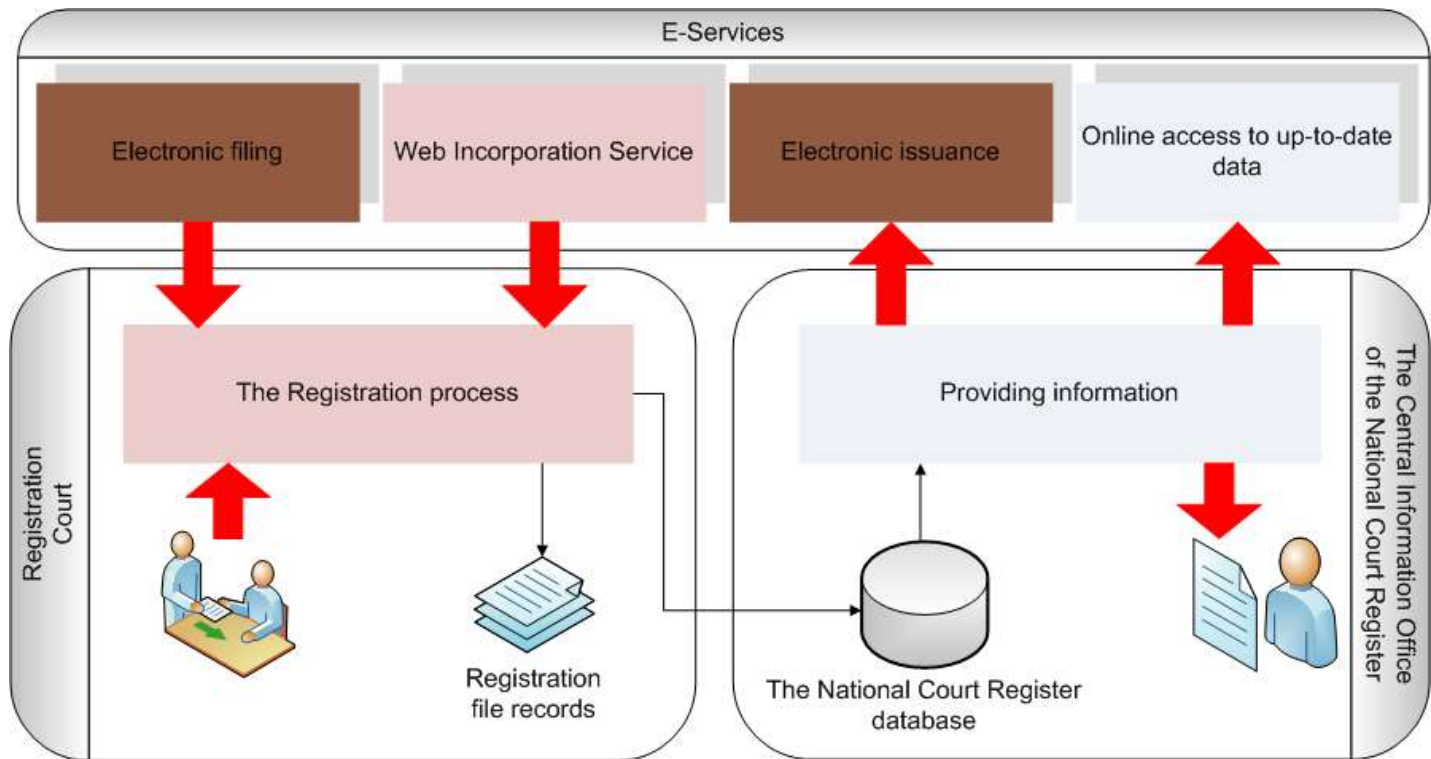 E-Services
Electronic filing
Web Incorporation Service
Electronic issuance
Online access to up-to-date
data
Registration
Court
The Registration process
Registration
file records
Providing information
The National Court Register
database
The Central Information Office
of the National Court Register